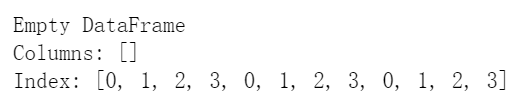 Empty DataFrame
Columns: []
Index: [0, 1, 2, 3, 0, 1, 2, 3, 0, 1, 2, 3]